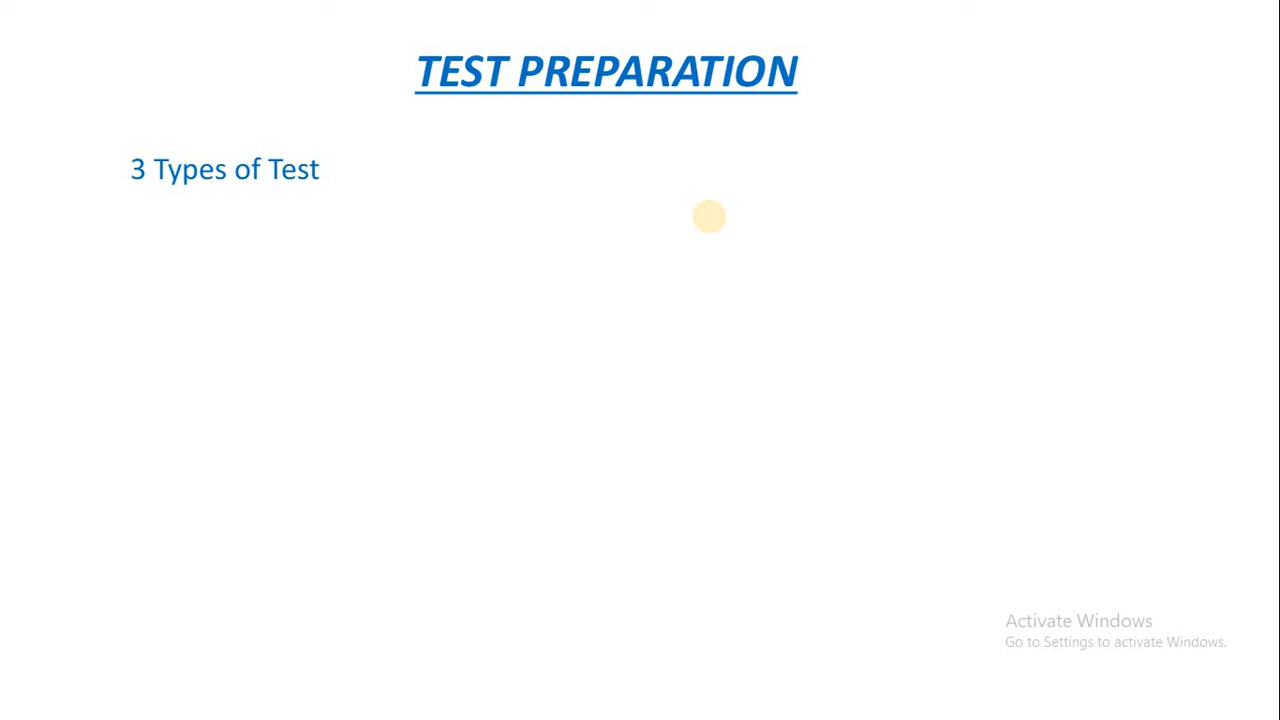 TEST PREPARATION
3 Types of Test
Activate Windows
Go to Settings to activate Windows.